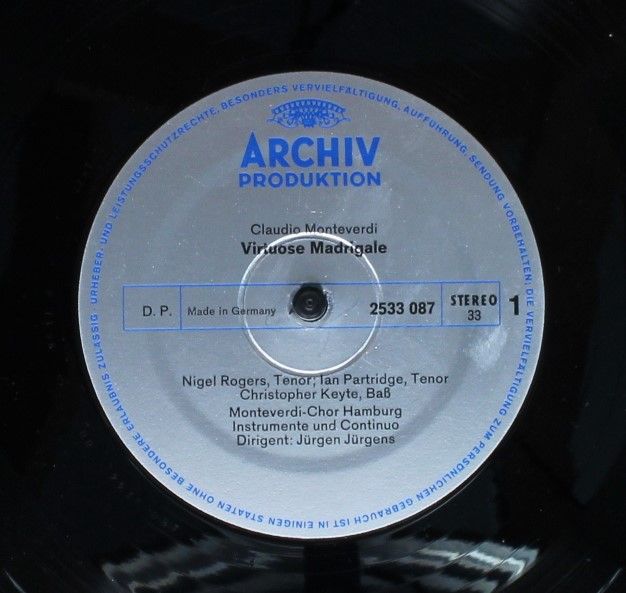 ARCHIV
PRODUKTION
Claudio Monteverdi
Virtuose Madrigale
D. P. Made in Germany 2533 087 STEREO 33 1
Nigel Rogers, Tenor; Ian Partridge, Tenor
Christopher Keyte, Baß
Monteverdi-Chor Hamburg
Instrumente und Continuo
Dirigent: Jürgen Jürgens
URHEBER- UND LEISTUNGSSCHUTZRECHTE, BESONDERS VERVIELFÄLTIGUNG, AUFFÜHRUNG, SENDUNG VORBEHALTEN; DIE VERVIELFÄLTIGUNG ZUM PERSÖNLICHEN GEBRAUCH IST IN EINIGEN STAATEN OHNE BESONDERE ERLAUBNIS ZULÄSSIG ·